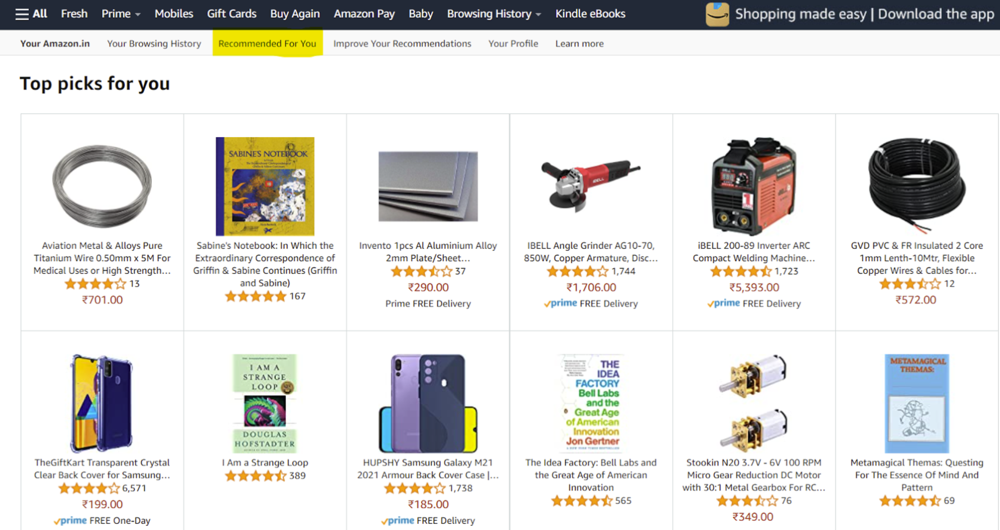 All Fresh Prime Mobiles Gift Cards Buy Again Amazon Pay Baby Browsing History Kindle eBooks Shopping made easy | Download the app
Your Amazon.in Your Browsing History Recommended For You Improve Your Recommendations Your Profile Learn more
Top picks for you
SABINE'S NOTEBOOK
iBELL
Aviation Metal & Alloys Pure
Titanium Wire 0.50mm x 5M For
Medical Uses or High Strength...
13
₹701.00
Sabine's Notebook: In Which the
Extraordinary Correspondence of
Griffin & Sabine Continues (Griffin
and Sabine)
167
Invento 1pcs Al Aluminium Alloy
2mm Plate/Sheet...
37
₹290.00
Prime FREE Delivery
IBELL Angle Grinder AG10-70,
850W, Copper Armature, Disc...
1,744
₹1,706.00
prime FREE Delivery
iBELL 200-89 Inverter ARC
Compact Welding Machine...
1,723
₹5,393.00
prime FREE Delivery
GVD PVC & FR Insulated 2 Core
1mm Lenth-10Mtr, Flexible
Copper Wires & Cables for...
12
₹572.00
TheGiftKart Transparent Crystal
Clear Back Cover for Samsung...
6,571
₹199.00
prime FREE One-Day
I AM A
STRANGE
LOOP
DOUGLAS
HOFSTADTER
I Am a Strange Loop
389
HUPSHY Samsung Galaxy M21
2021 Armour Back Cover Case |...
1,738
₹185.00
prime FREE Delivery
THE
IDEA
FACTORY
Bell Labs
and the
Great Age
of American
Innovation
Jon Gertner
The Idea Factory: Bell Labs and
the Great Age of American
Innovation
565
Stookin N20 3.7V - 6V 100 RPM
Micro Gear Reduction DC Motor
with 30:1 Metal Gearbox For RC...
76
₹349.00
METAMAGICAL
THEMAS:
Metamagical Themas: Questing
For The Essence Of Mind And
Pattern
69